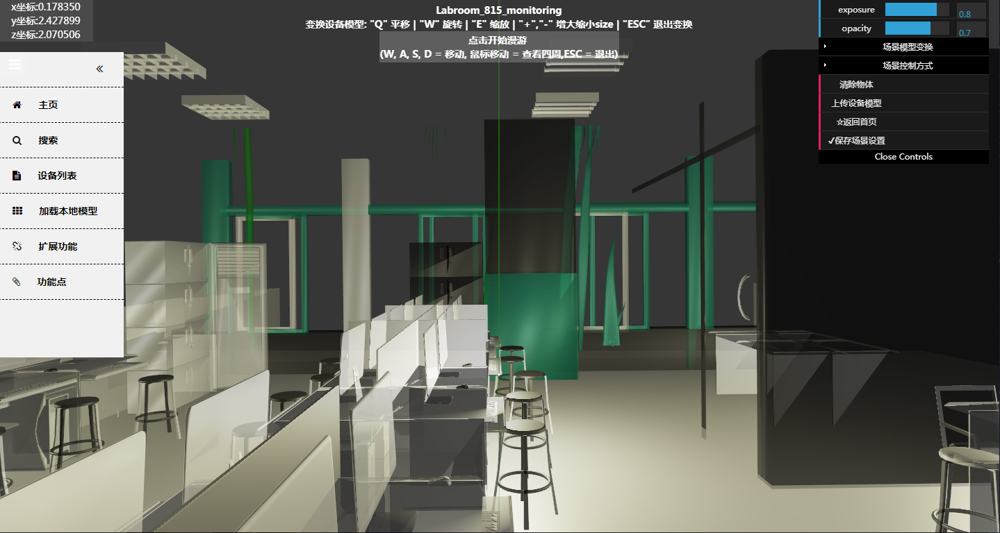 x坐标:0.178350
y坐标:2.427899
z坐标:2.070506
Labroom_815_monitoring
变换设备模型: "Q" 平移 | "W" 旋转 | "E" 缩放 | "+","-" 增大缩小size | "ESC" 退出变换
点击开始漫游
(W, A, S, D = 移动, 鼠标移动 = 查看四周,ESC = 退出)
«
主页
搜索
设备列表
加载本地模型
扩展功能
功能点
exposure 0.8
opacity 0.7
场景模型变换
场景控制方式
清除物体
上传设备模型
☆返回首页
✓保存场景设置
Close Controls